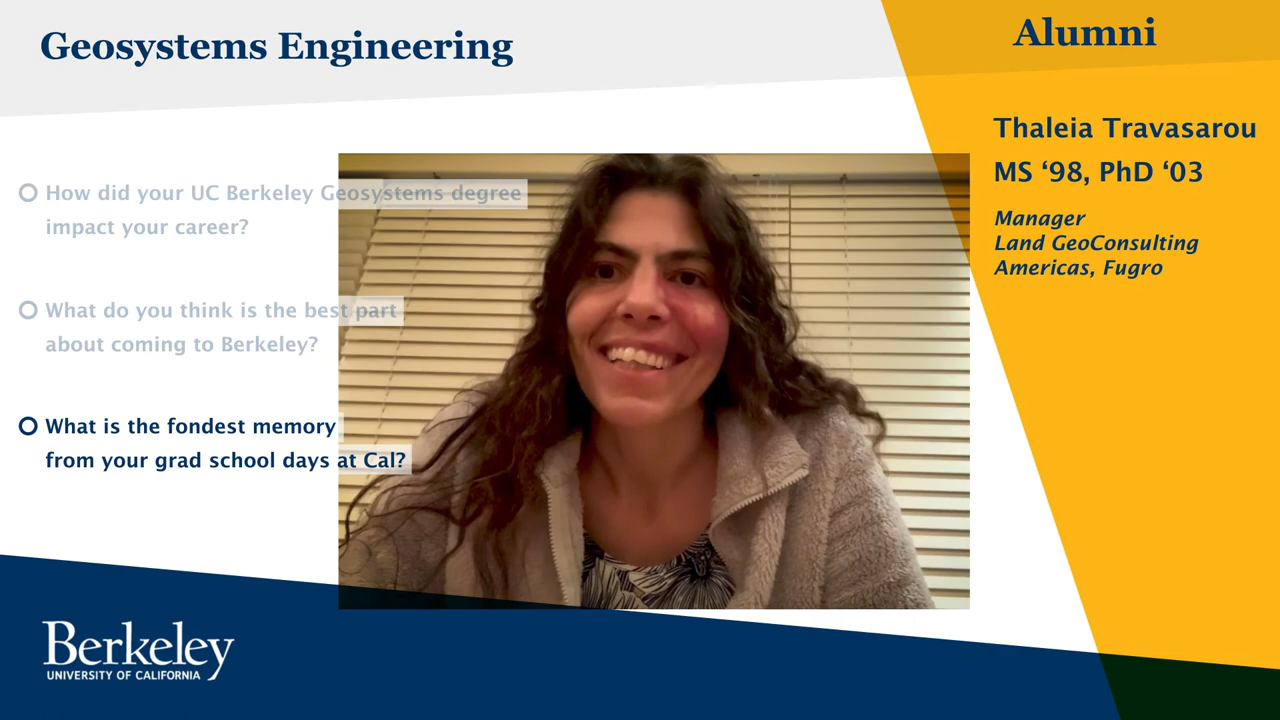 Geosystems Engineering
Alumni
Thaleia Travasarou
MS ‘98, PhD ‘03
Manager
Land GeoConsulting
Americas, Fugro
How did your UC Berkeley Geosystems degree
impact your career?
What do you think is the best part
about coming to Berkeley?
What is the fondest memory
from your grad school days at Cal?
Berkeley
UNIVERSITY OF CALIFORNIA